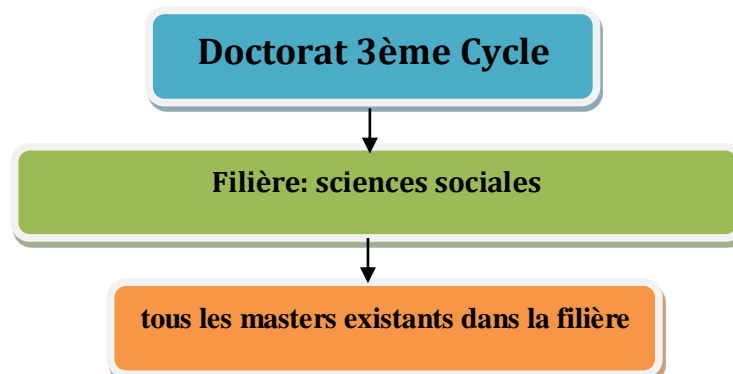 Doctorat 3ème Cycle
Filière: sciences sociales
tous les masters existants dans la filière